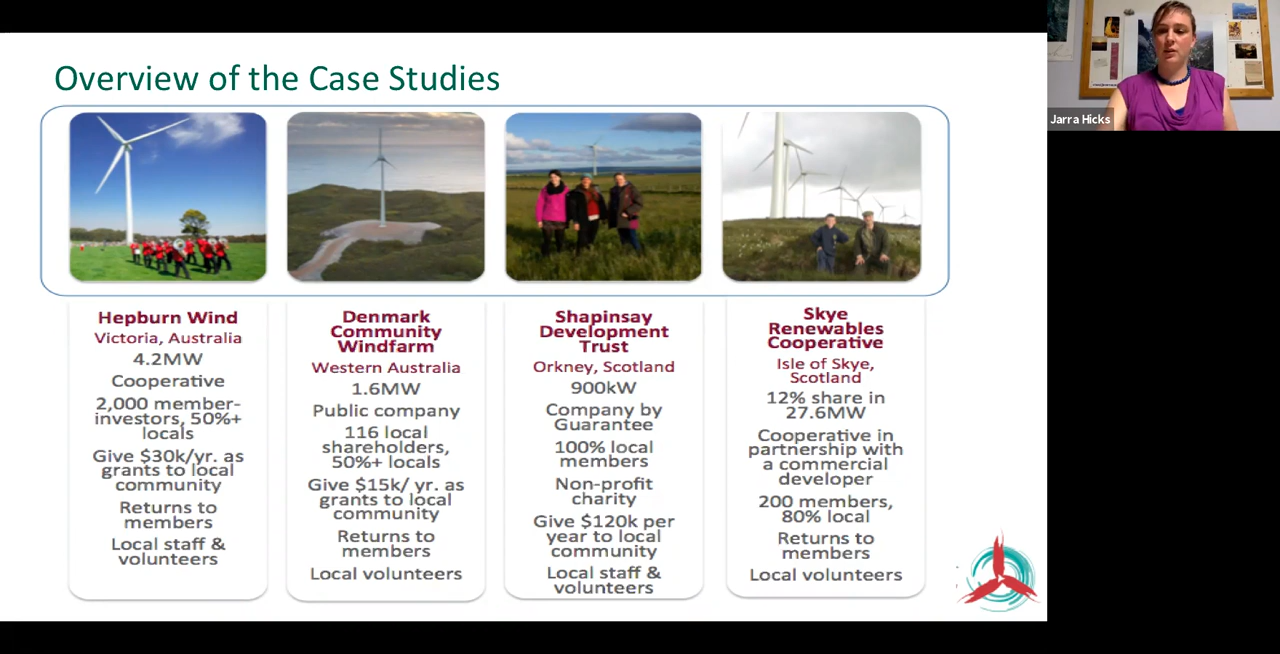 Overview of the Case Studies
Jarra Hicks
Hepburn Wind
Victoria, Australia
4.2MW
Cooperative
2,000 member-
investors, 50%+
locals
Give $30k/yr. as
grants to local
community
Returns to
members
Local staff &
volunteers
Denmark
Community
Windfarm
Western Australia
1.6MW
Public company
116 local
shareholders,
50%+ locals
Give $15k/ yr. as
grants to local
community
Returns to
members
Local volunteers
Shapinsay
Development
Trust
Orkney, Scotland
900kW
Company by
Guarantee
100% local
members
Non-profit
charity
Give $120k per
year to local
community
Local staff &
volunteers
Skye
Renewables
Cooperative
Isle of Skye,
Scotland
12% share in
27.6MW
Cooperative in
partnership with
a commercial
developer
200 members,
80% local
Returns to
members
Local volunteers